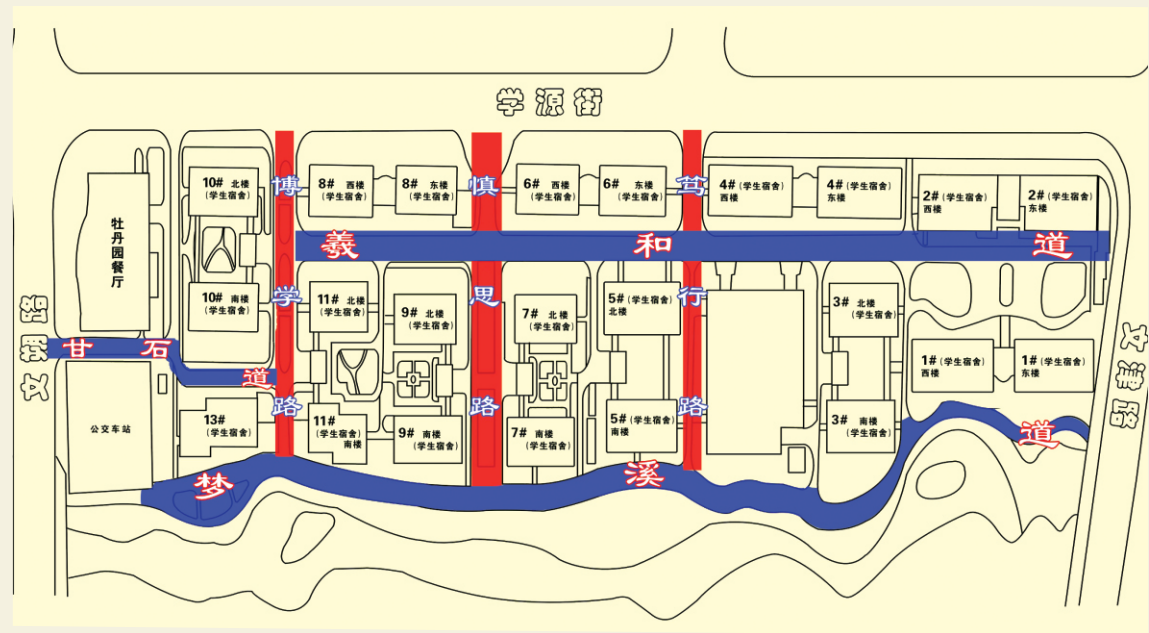 学源街
10# 北楼
(学生宿舍)
8# 西楼
(学生宿舍)
8# 东楼
(学生宿舍)
6# 西楼
(学生宿舍)
6# 东楼
(学生宿舍)
4# (学生宿舍)
西楼
4# (学生宿舍)
东楼
2# (学生宿舍)
西楼
2# (学生宿舍)
东楼
博学路
慎思路
笃行路
羲和道
牡丹园餐厅
10# 南楼
(学生宿舍)
11# 北楼
(学生宿舍)
9# 北楼
(学生宿舍)
7# 北楼
(学生宿舍)
5# (学生宿舍)
北楼
3# 北楼
(学生宿舍)
1# (学生宿舍)
西楼
1# (学生宿舍)
东楼
文津路
甘石道
公交车站
13#
(学生宿舍)
11#
(学生宿舍)
南楼
9# 南楼
(学生宿舍)
7# 南楼
(学生宿舍)
5# (学生宿舍)
南楼
3# 南楼
(学生宿舍)
梦溪道